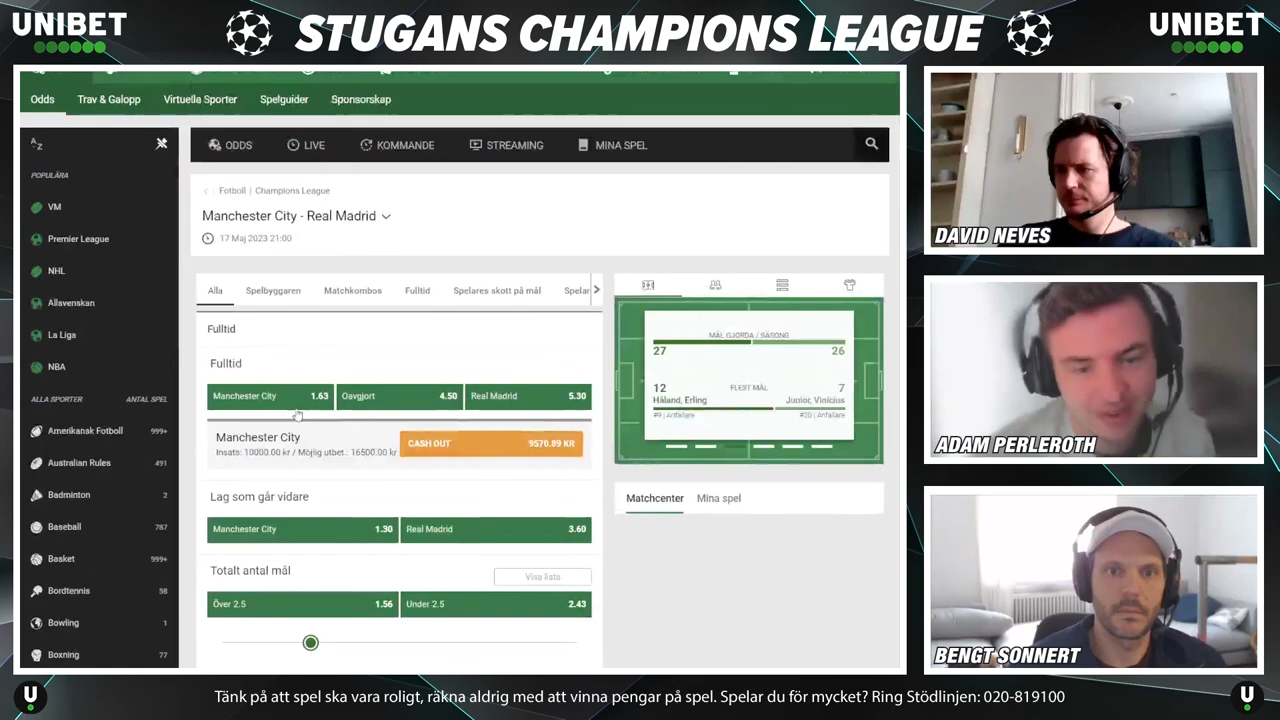 UNIBET
STUGANS CHAMPIONS LEAGUE
UNIBET
Odds
Trav & Galopp
Virtuella Sporter
Spelguider
Sponsorskap
A
Z
POPULÄRA
VM
Premier League
NHL
Allsvenskan
La Liga
NBA
ALLA SPORTER ANTAL SPEL
Amerikansk Fotboll 999+
Australian Rules 491
Badminton 2
Baseball 787
Basket 999+
Bordtennis 58
Bowling 1
Boxning 77
ODDS
LIVE
KOMMANDE
STREAMING
MINA SPEL
Fotboll | Champions League
Manchester City - Real Madrid
17 Maj 2023 21:00
Alla
Spelbyggaren
Matchkombos
Fulltid
Spelares skott på mål
Spelar
Fulltid
Fulltid
Manchester City 1.63
Oavgjort 4.50
Real Madrid 5.30
Manchester City
Insats: 10000.00 kr / Möjlig utbet.: 16500.00 kr
CASH OUT 9570.89 KR
Lag som går vidare
Manchester City 1.30
Real Madrid 3.60
Totalt antal mål
Visa lista
Över 2.5 1.56
Under 2.5 2.43
MÅL GJORDA / SÄSONG
27 26
12 FLEST MÅL 7
Håland, Erling Junior, Vinicius
#9 | Anfallare #20 | Anfallare
Matchcenter
Mina spel
DAVID NEVES
ADAM PERLEROTH
BENGT SONNERT
U
Tänk på att spel ska vara roligt, räkna aldrig med att vinna pengar på spel. Spelar du för mycket? Ring Stödlinjen: 020-819100
U